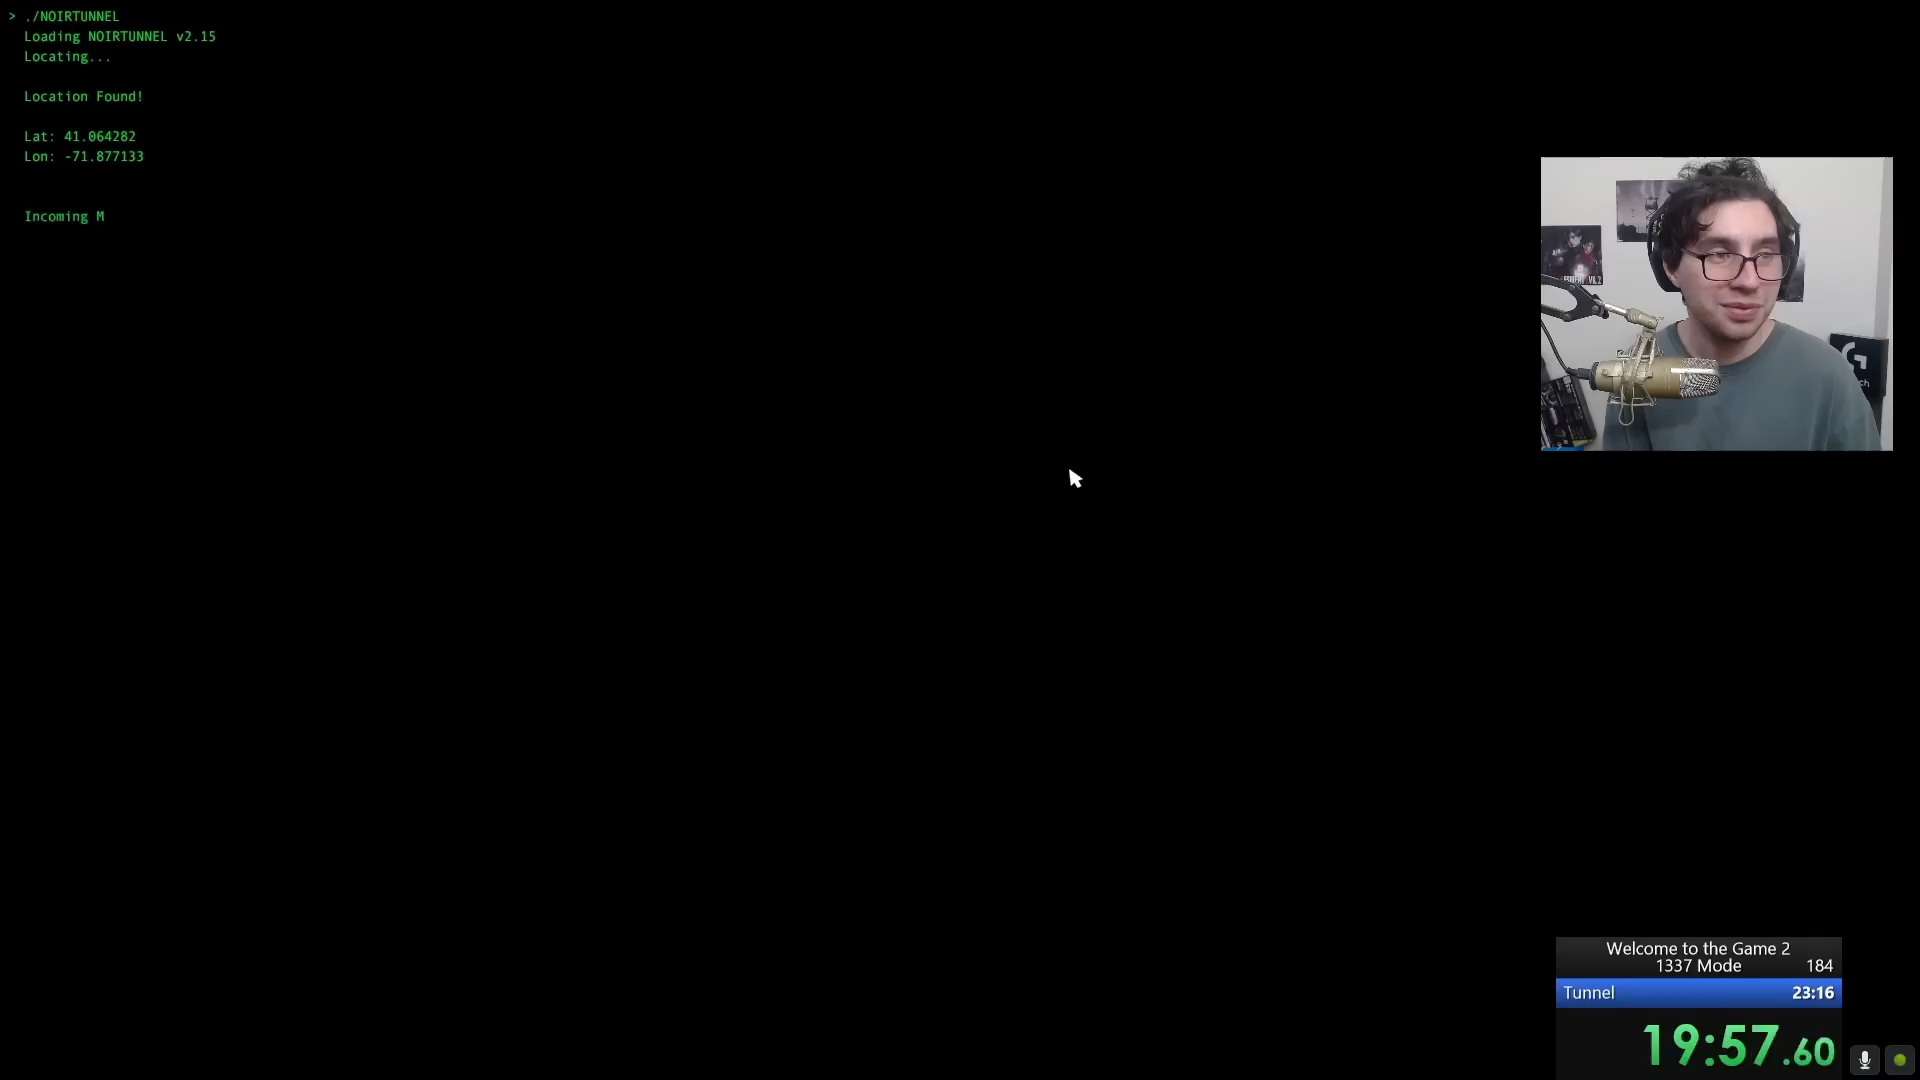 > ./NOIRTUNNEL
Loading NOIRTUNNEL v2.15
Locating...
Location Found!
Lat: 41.064282
Lon: -71.877133
Incoming M
Welcome to the Game 2
1337 Mode 184
Tunnel 23:16
19:57.60